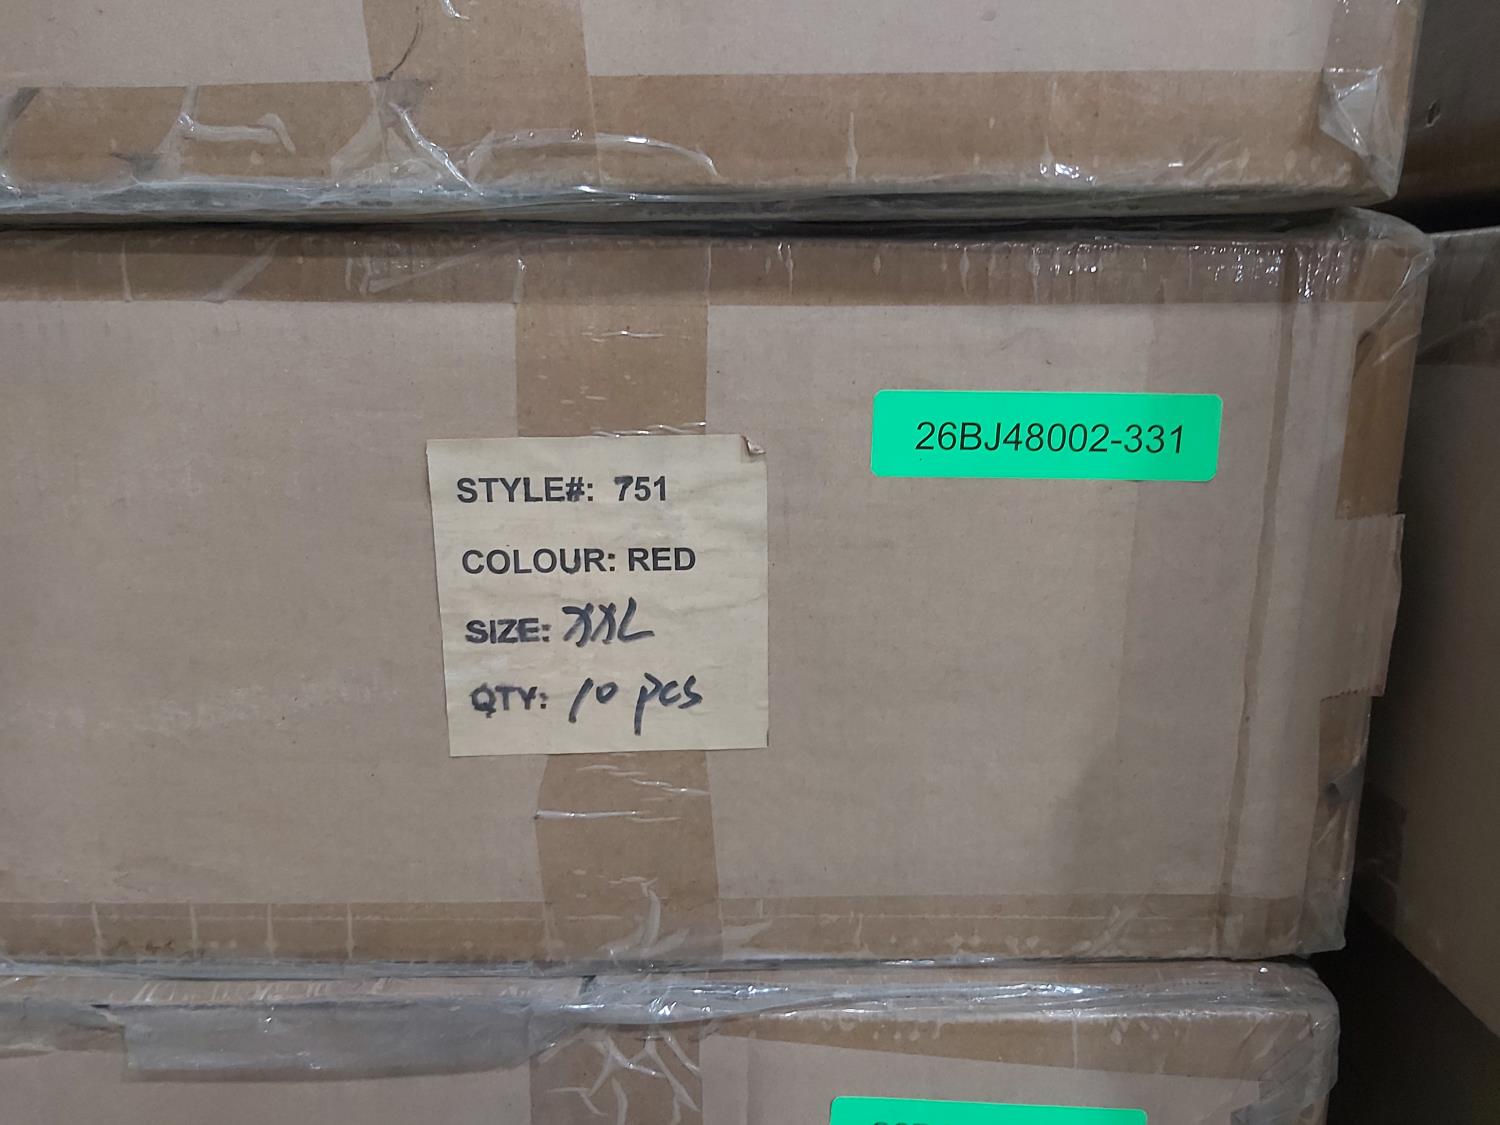 26BJ48002-331
STYLE#: 751
COLOUR: RED
SIZE: XXL
QTY: 10 pcs